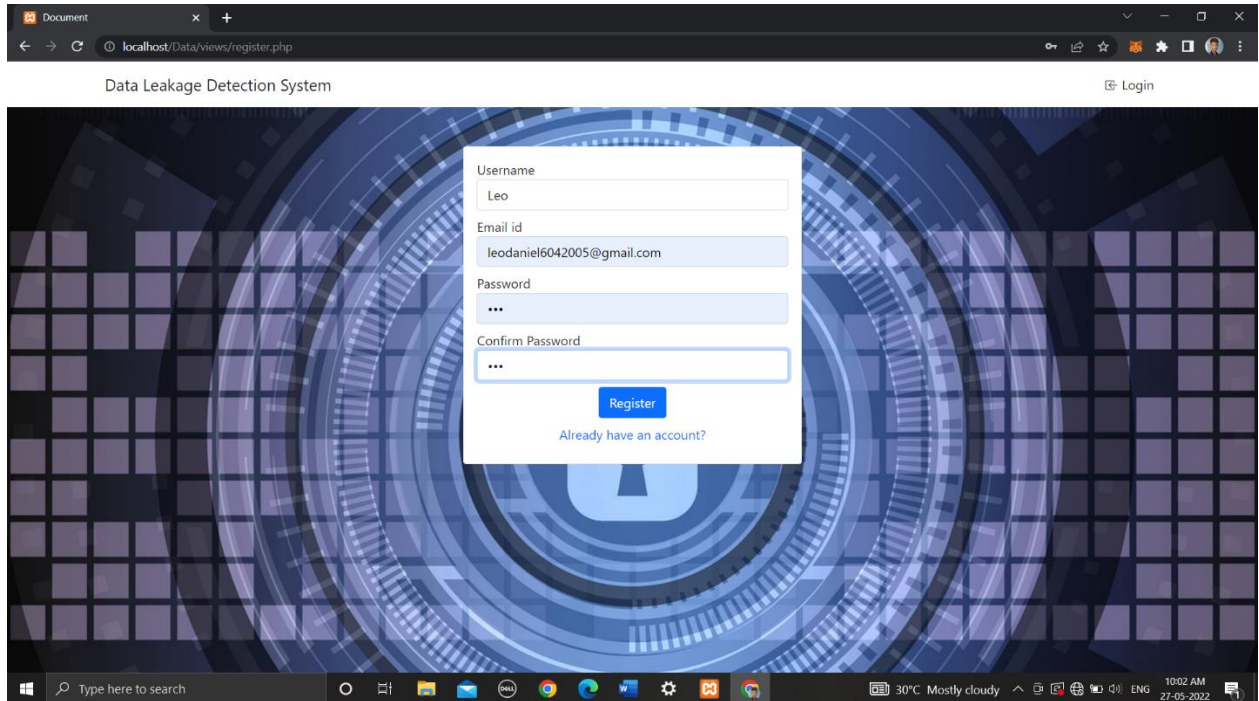 Document
localhost/Data/views/register.php
Data Leakage Detection System
Login
Username
Leo
Email id
leodaniel6042005@gmail.com
Password
•••
Confirm Password
•••
Register
Already have an account?
Type here to search
DELL
W
30°C Mostly cloudy
ENG
10:02 AM
27-05-2022
1